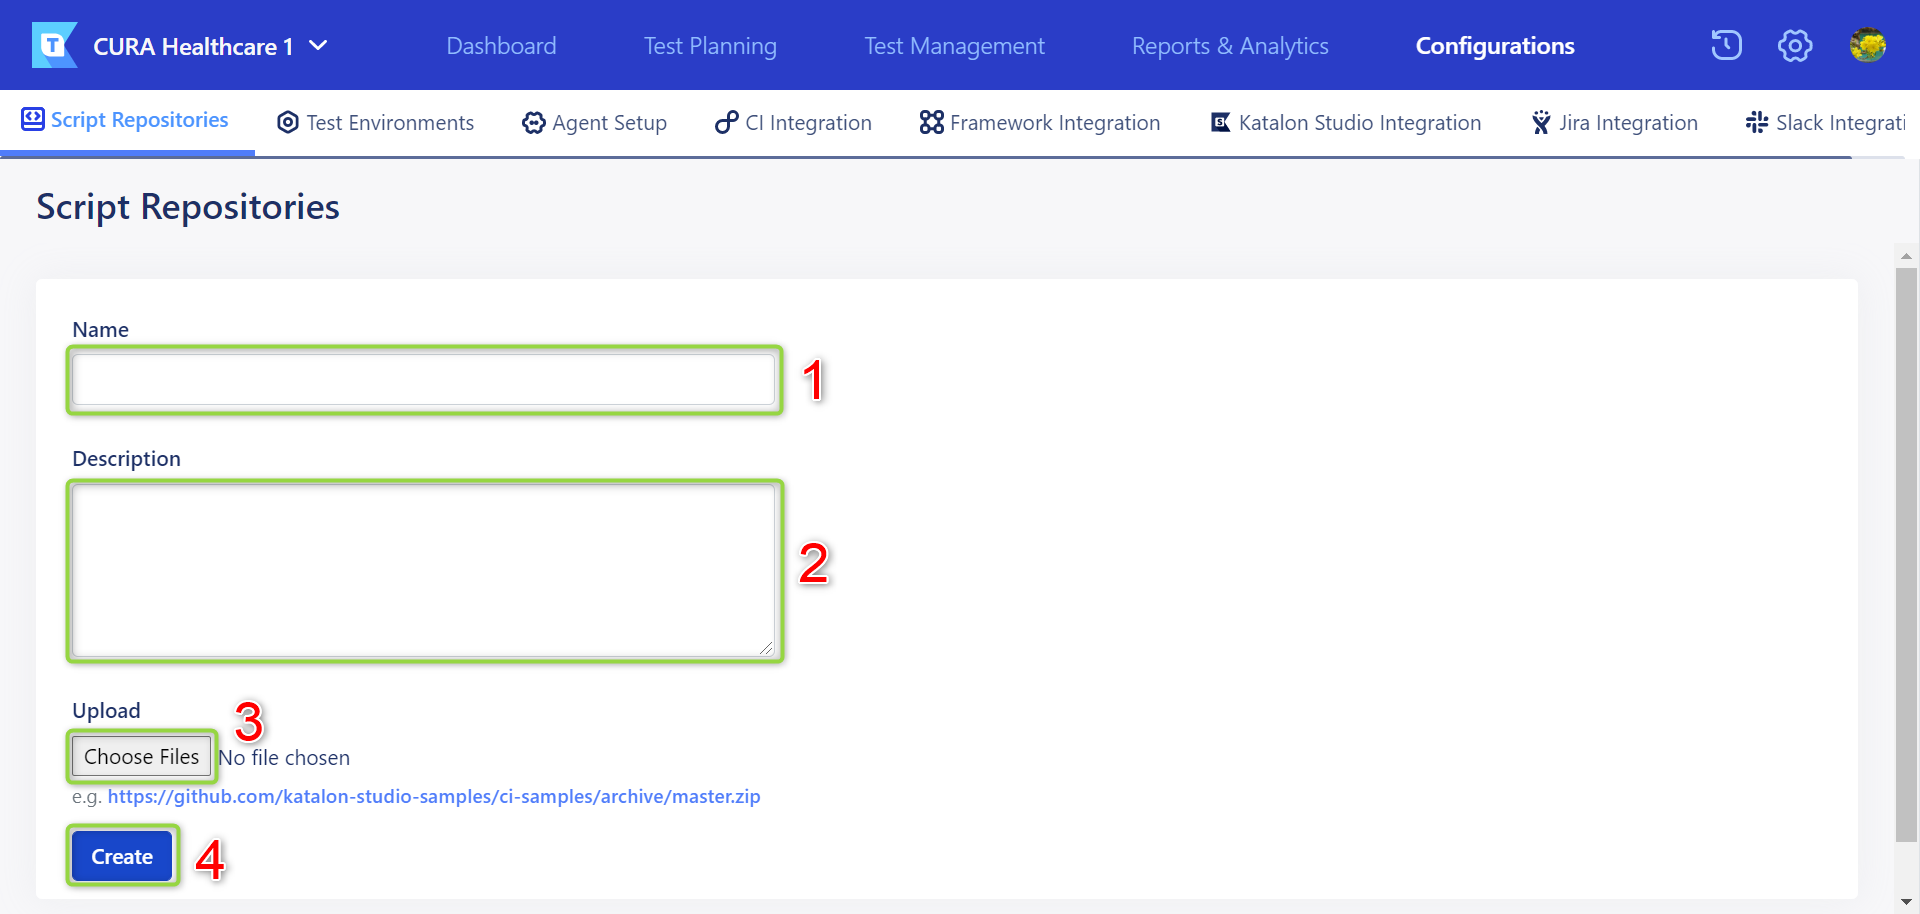 T CURA Healthcare 1 Dashboard Test Planning Test Management Reports & Analytics Configurations
Script Repositories Test Environments Agent Setup CI Integration Framework Integration Katalon Studio Integration Jira Integration Slack Integrati
Script Repositories
Name
1
Description
2
Upload
3
Choose Files No file chosen
e.g. https://github.com/katalon-studio-samples/ci-samples/archive/master.zip
Create
4